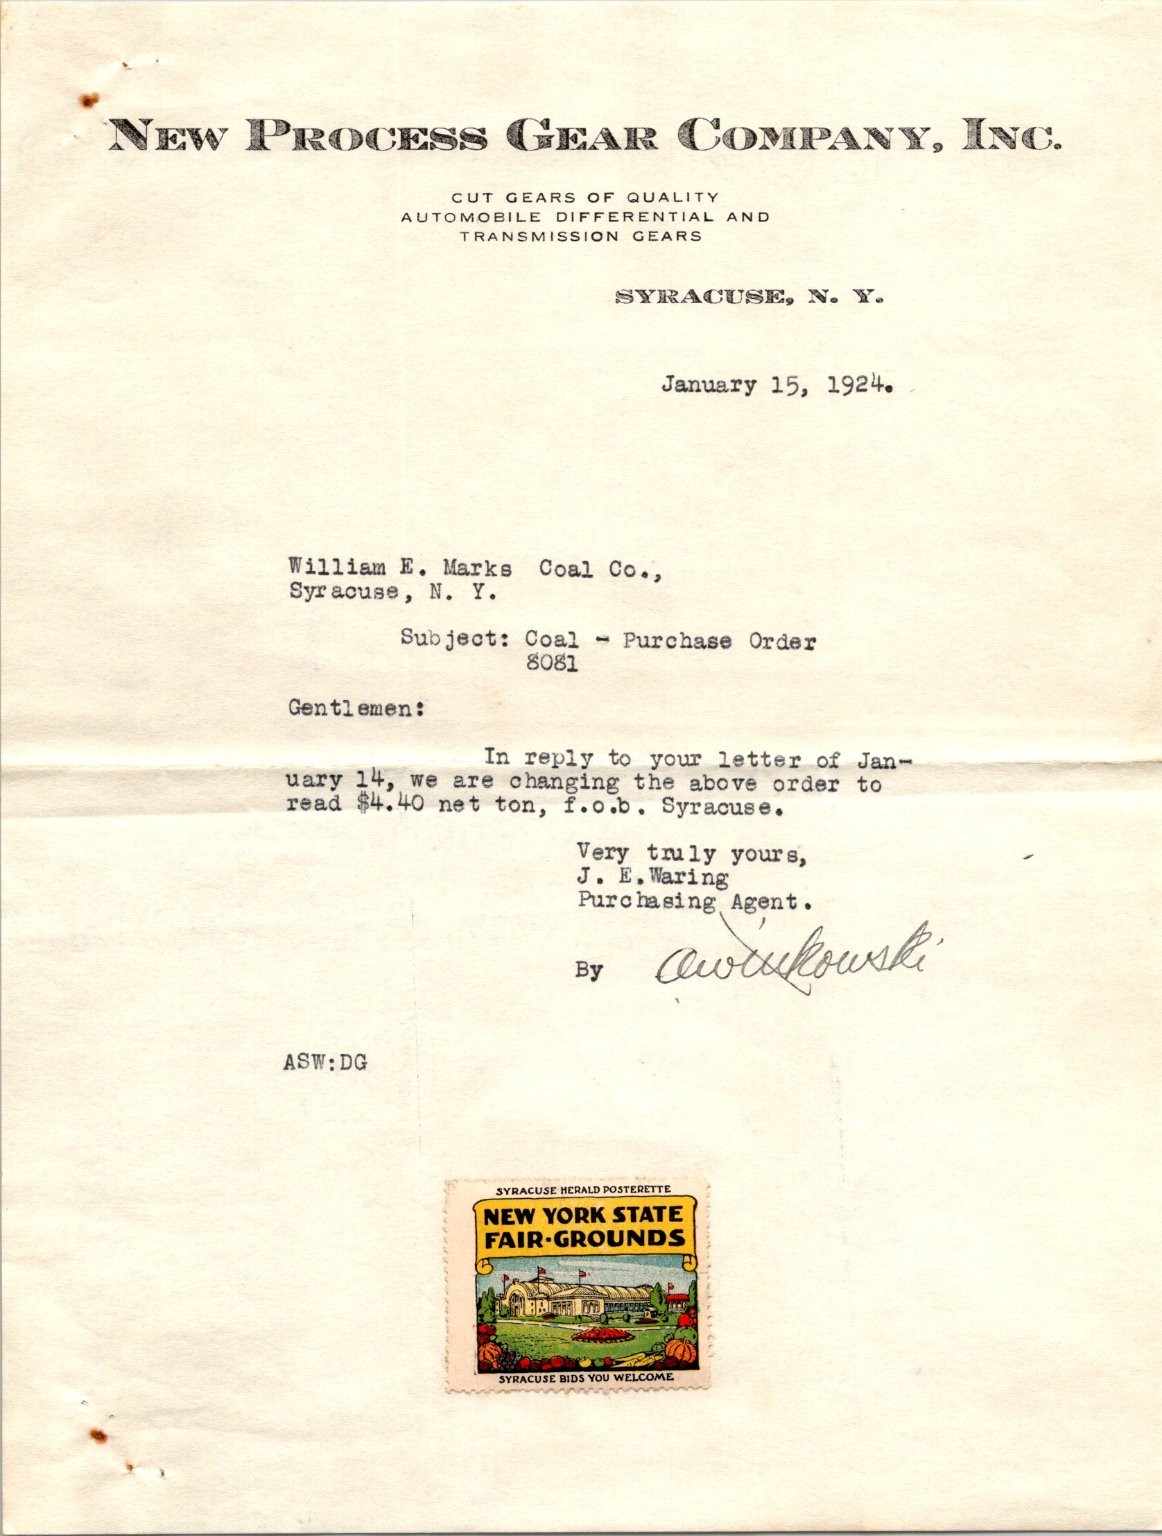 NEW PROCESS GEAR COMPANY, INC.
CUT GEARS OF QUALITY
AUTOMOBILE DIFFERENTIAL AND
TRANSMISSION GEARS
SYRACUSE, N. Y.
January 15, 1924.
William E. Marks Coal Co.,
Syracuse, N. Y.
Subject: Coal - Purchase Order
8081
Gentlemen:
In reply to your letter of Jan-
uary 14, we are changing the above order to
read $4.40 net ton, f.o.b. Syracuse.
Very truly yours,
J. E.Waring
Purchasing Agent.
By
ASW:DG
SYRACUSE HERALD POSTERETTE
NEW YORK STATE
FAIR·GROUNDS
SYRACUSE BIDS YOU WELCOME